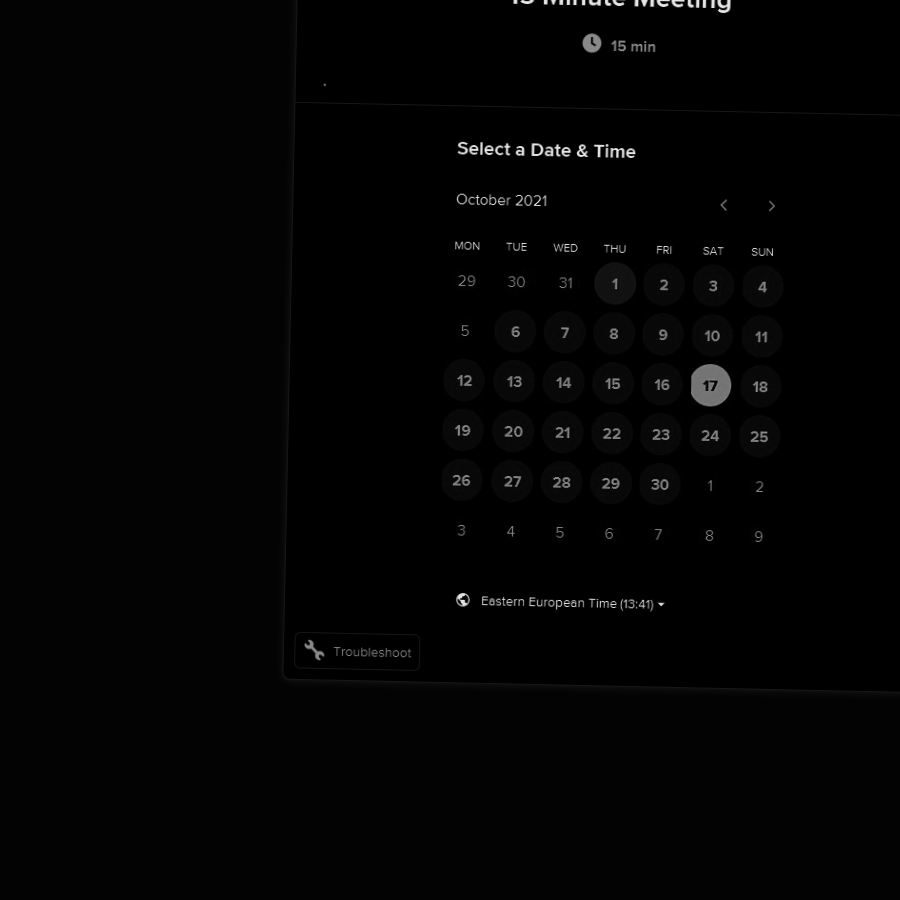 15 Minute Meeting
15 min
Select a Date & Time
October 2021
MON TUE WED THU FRI SAT SUN
29 30 31 1 2 3 4
5 6 7 8 9 10 11
12 13 14 15 16 17 18
19 20 21 22 23 24 25
26 27 28 29 30 1 2
3 4 5 6 7 8 9
Eastern European Time (13:41)
Troubleshoot